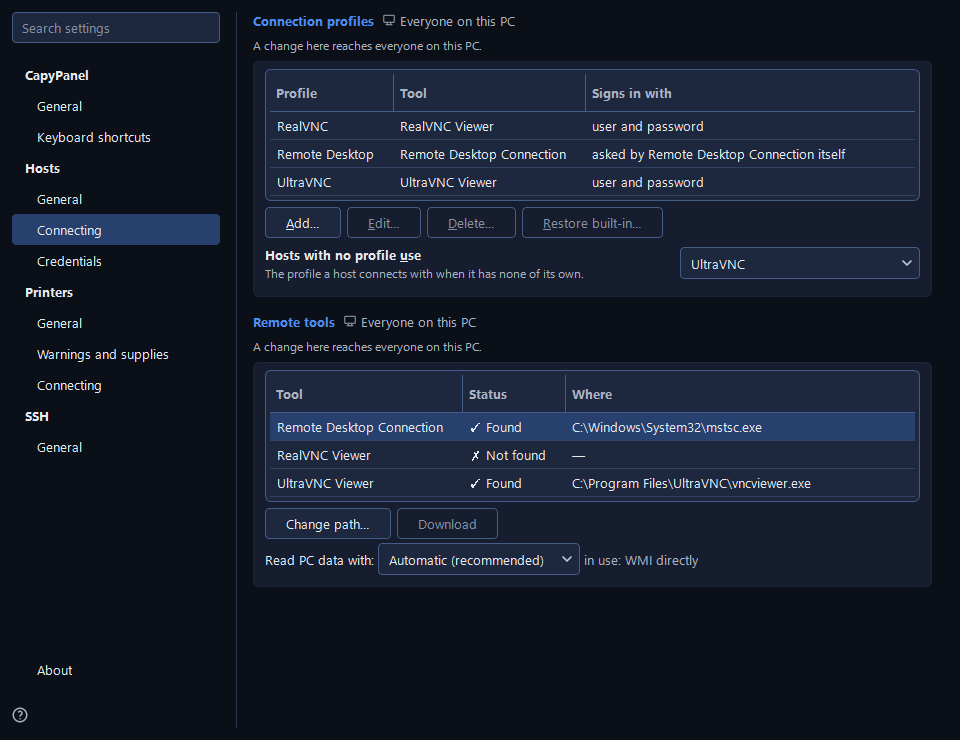 Search settings
CapyPanel
General
Keyboard shortcuts
Hosts
General
Connecting
Credentials
Printers
General
Warnings and supplies
Connecting
SSH
General
About
Connection profiles Everyone on this PC
A change here reaches everyone on this PC.
Profile Tool Signs in with
RealVNC RealVNC Viewer user and password
Remote Desktop Remote Desktop Connection asked by Remote Desktop Connection itself
UltraVNC UltraVNC Viewer user and password
Add... Edit... Delete... Restore built-in...
Hosts with no profile use
The profile a host connects with when it has none of its own.
UltraVNC
Remote tools Everyone on this PC
A change here reaches everyone on this PC.
Tool Status Where
Remote Desktop Connection ✓ Found C:\Windows\System32\mstsc.exe
RealVNC Viewer ✗ Not found —
UltraVNC Viewer ✓ Found C:\Program Files\UltraVNC\vncviewer.exe
Change path... Download
Read PC data with: Automatic (recommended) in use: WMI directly